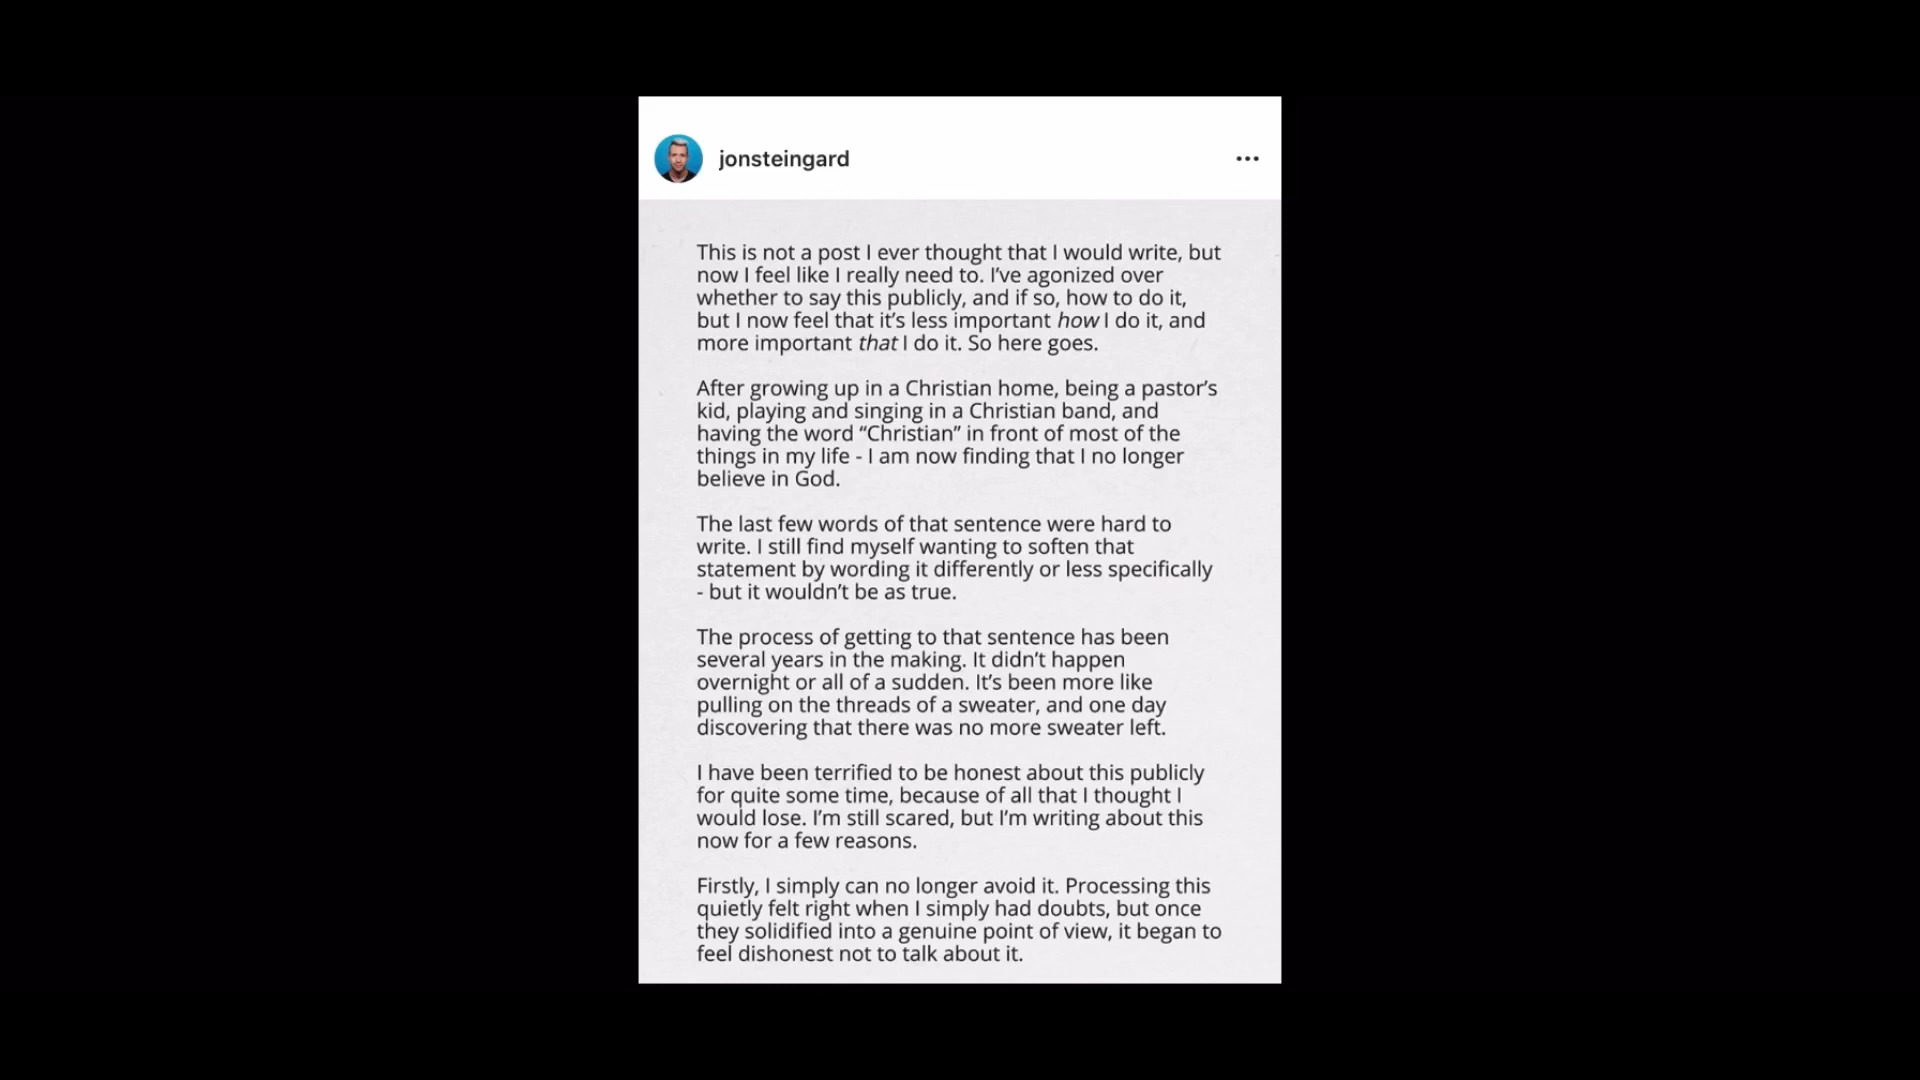 jonsteingard
This is not a post I ever thought that I would write, but
now I feel like I really need to. I’ve agonized over
whether to say this publicly, and if so, how to do it,
but I now feel that it’s less important how I do it, and
more important that I do it. So here goes.
After growing up in a Christian home, being a pastor’s
kid, playing and singing in a Christian band, and
having the word “Christian” in front of most of the
things in my life - I am now finding that I no longer
believe in God.
The last few words of that sentence were hard to
write. I still find myself wanting to soften that
statement by wording it differently or less specifically
- but it wouldn’t be as true.
The process of getting to that sentence has been
several years in the making. It didn’t happen
overnight or all of a sudden. It’s been more like
pulling on the threads of a sweater, and one day
discovering that there was no more sweater left.
I have been terrified to be honest about this publicly
for quite some time, because of all that I thought I
would lose. I’m still scared, but I’m writing about this
now for a few reasons.
Firstly, I simply can no longer avoid it. Processing this
quietly felt right when I simply had doubts, but once
they solidified into a genuine point of view, it began to
feel dishonest not to talk about it.